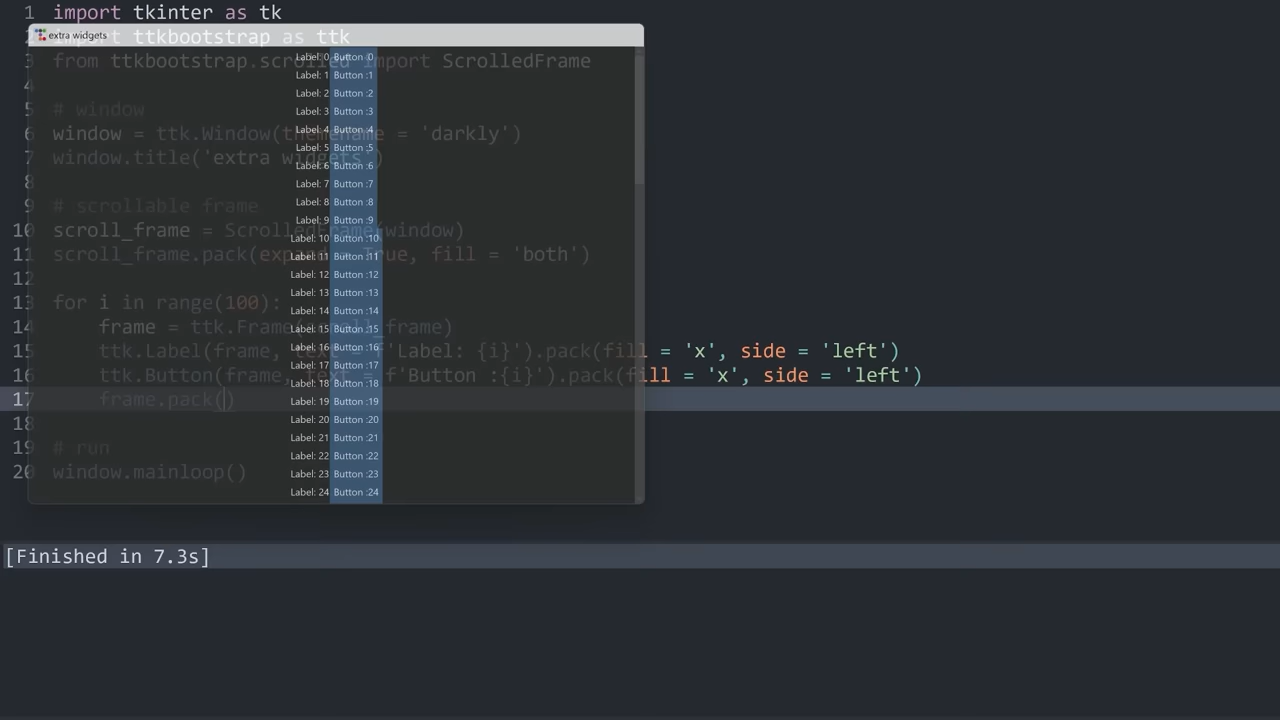 1 import tkinter as tk
2 import ttkbootstrap as ttk
3 from ttkbootstrap.scrolled import ScrolledFrame
4
5 # window
6 window = ttk.Window(themename = 'darkly')
7 window.title('extra widgets')
8
9 # scrollable frame
10 scroll_frame = ScrolledFrame(window)
11 scroll_frame.pack(expand = True, fill = 'both')
12
13 for i in range(100):
14 frame = ttk.Frame(scroll_frame)
15 ttk.Label(frame, text = f'Label: {i}').pack(fill = 'x', side = 'left')
16 ttk.Button(frame, text = f'Button :{i}').pack(fill = 'x', side = 'left')
17 frame.pack()
18
19 # run
20 window.mainloop()
extra widgets
Label: 0 Button :0
Label: 1 Button :1
Label: 2 Button :2
Label: 3 Button :3
Label: 4 Button :4
Label: 5 Button :5
Label: 6 Button :6
Label: 7 Button :7
Label: 8 Button :8
Label: 9 Button :9
Label: 10 Button :10
Label: 11 Button :11
Label: 12 Button :12
Label: 13 Button :13
Label: 14 Button :14
Label: 15 Button :15
Label: 16 Button :16
Label: 17 Button :17
Label: 18 Button :18
Label: 19 Button :19
Label: 20 Button :20
Label: 21 Button :21
Label: 22 Button :22
Label: 23 Button :23
Label: 24 Button :24
[Finished in 7.3s]